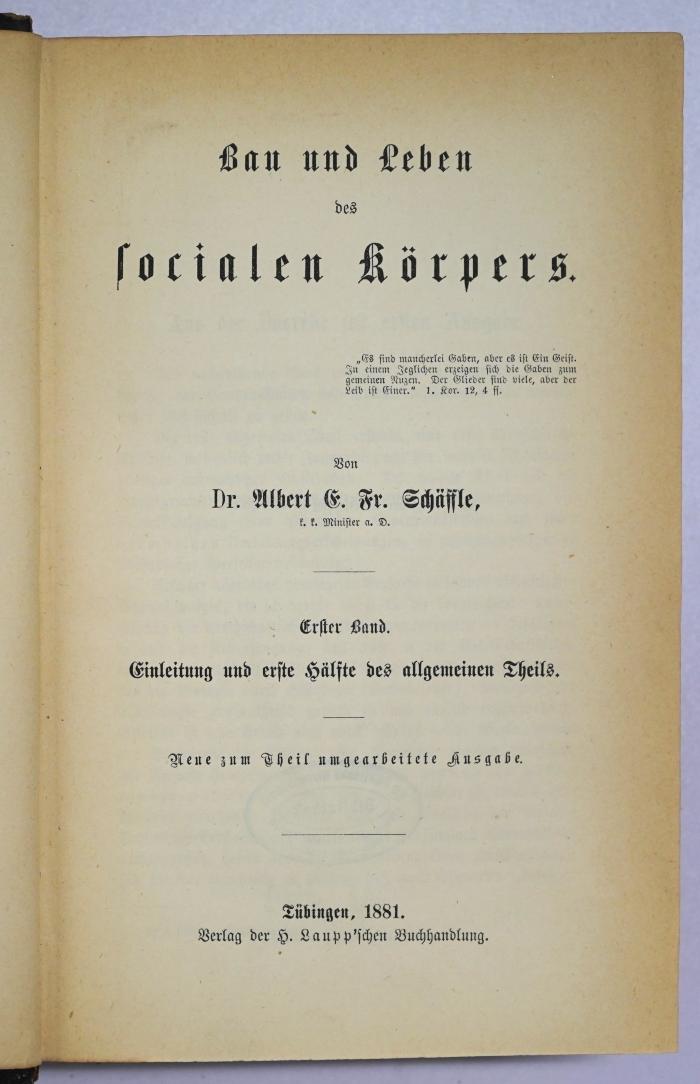 Bau und Leben
des
socialen Körpers.
„Es sind mancherlei Gaben, aber es ist Ein Geist.
In einem Jeglichen erzeigen sich die Gaben zum
gemeinen Nuzen. Der Glieder sind viele, aber der
Leib ist Einer.“ 1. Kor. 12, 4 ff.
Von
Dr. Albert E. Fr. Schäffle,
k. k. Minister a. D.
Erster Band.
Einleitung und erste Hälfte des allgemeinen Theils.
Neue zum Theil umgearbeitete Ausgabe.
Tübingen, 1881.
Verlag der H. Laupp'schen Buchhandlung.